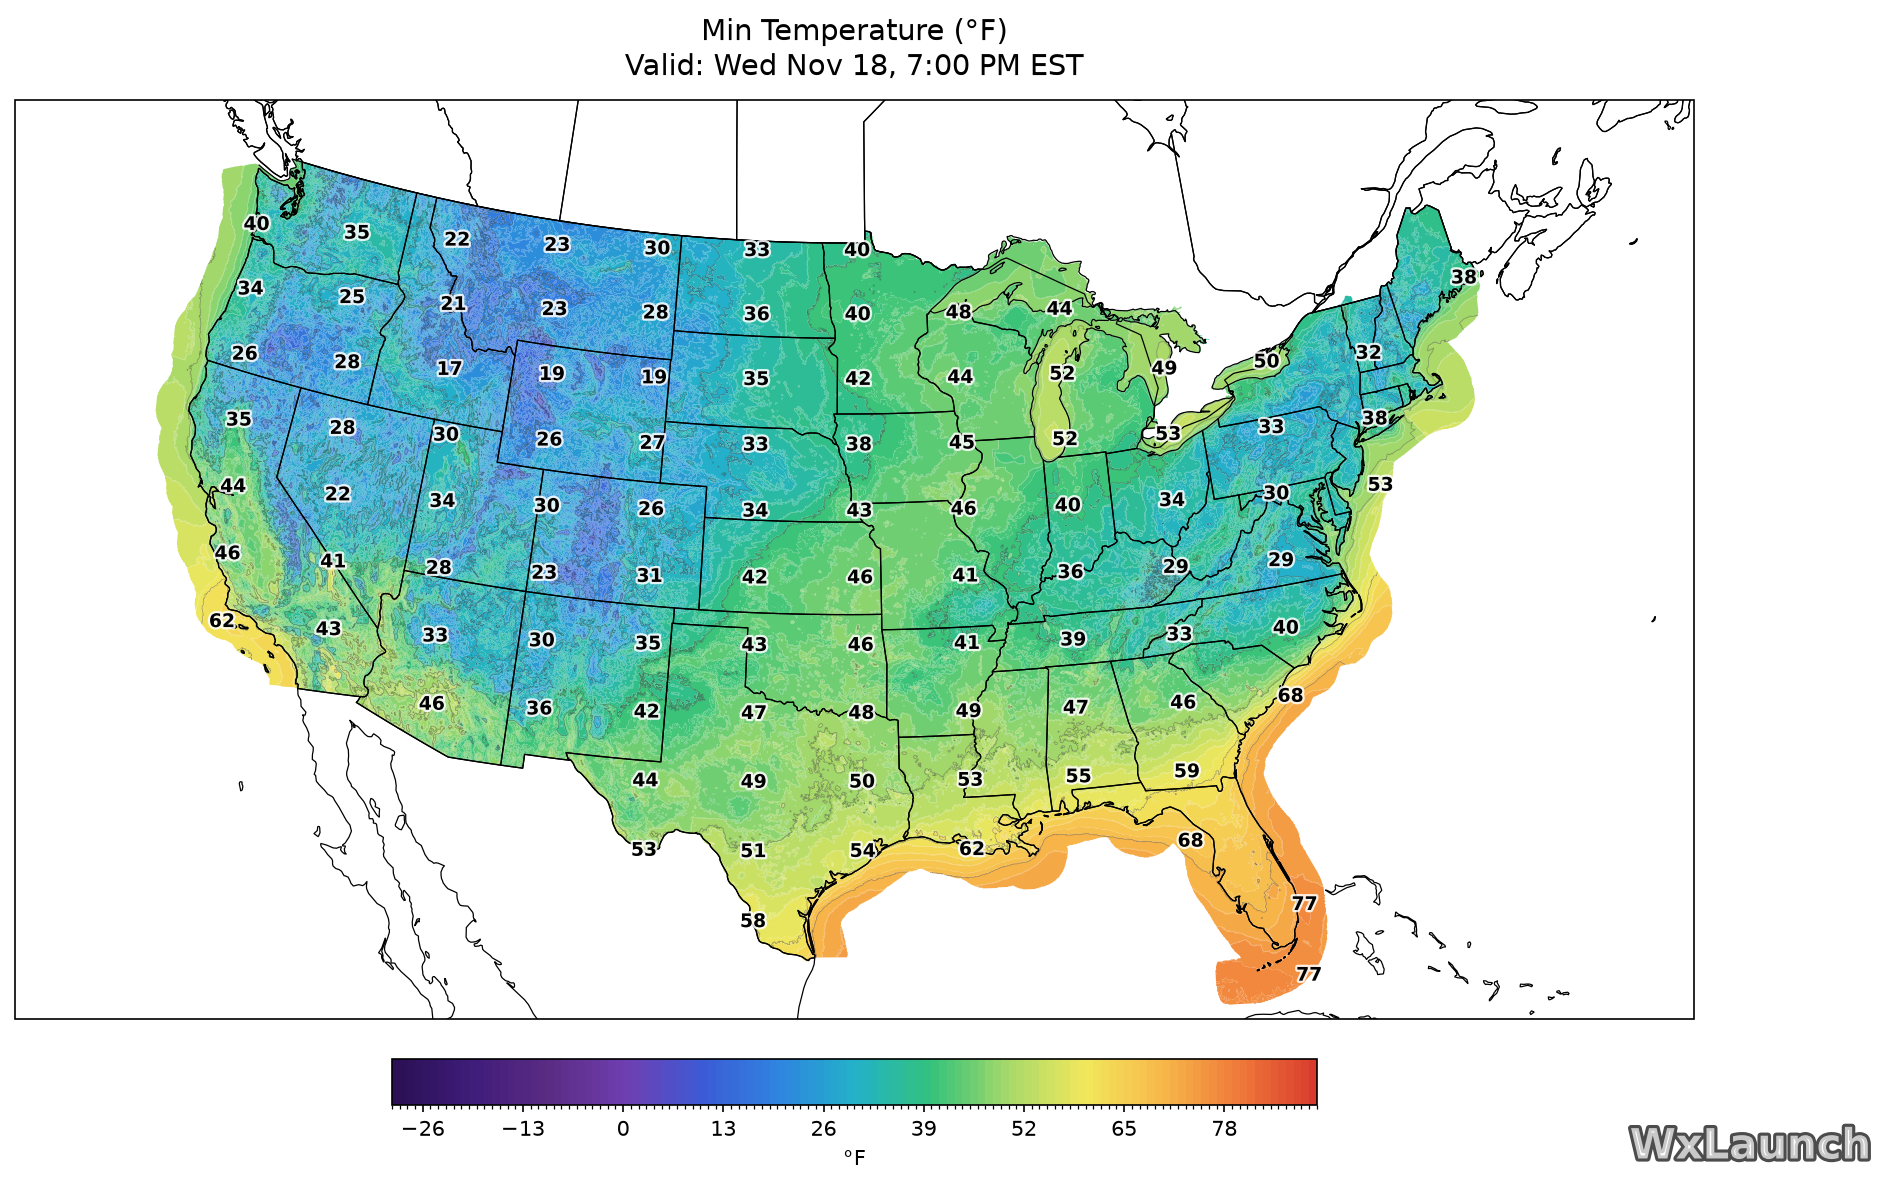 Min Temperature (°F)
Valid: Wed Nov 18, 7:00 PM EST
40 35 22 23 30 33 40
34 25 21 23 28 36 40 48 44 38
26 28 17 19 19 35 42 44 52 49 50 32
35 28 30 26 27 33 38 45 52 53 33 38
44 22 34 30 26 34 43 46 40 34 30 53
46 41 28 23 31 42 46 41 36 29 29
62 43 33 30 35 43 46 41 39 33 40
46 36 42 47 48 49 47 46 68
44 49 50 53 55 59
53 51 54 62 68
58 77
77
−26 −13 0 13 26 39 52 65 78
°F
WxLaunch